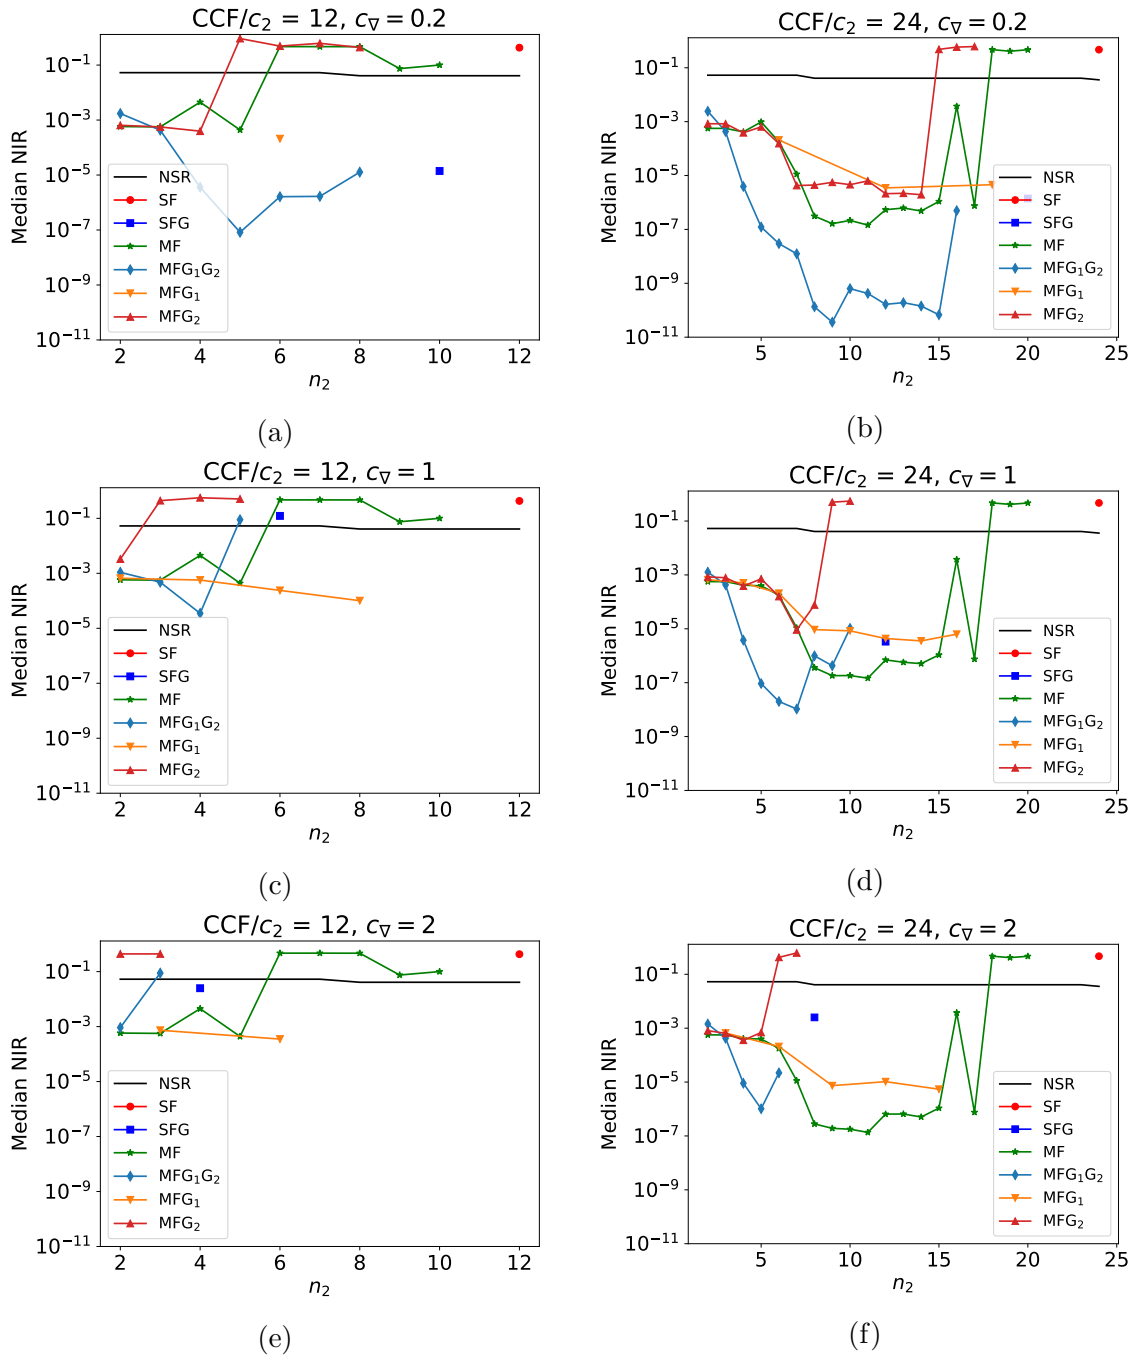 CCF/c₂ = 12, c∇ = 0.2
Median NIR
10⁻¹
10⁻³
10⁻⁵
10⁻⁷
10⁻⁹
10⁻¹¹
NSR
SF
SFG
MF
MFG₁G₂
MFG₁
MFG₂
2 4 6 8 10 12
n₂
(a)
CCF/c₂ = 24, c∇ = 0.2
Median NIR
10⁻¹
10⁻³
10⁻⁵
10⁻⁷
10⁻⁹
10⁻¹¹
NSR
SF
SFG
MF
MFG₁G₂
MFG₁
MFG₂
5 10 15 20 25
n₂
(b)
CCF/c₂ = 12, c∇ = 1
Median NIR
10⁻¹
10⁻³
10⁻⁵
10⁻⁷
10⁻⁹
10⁻¹¹
NSR
SF
SFG
MF
MFG₁G₂
MFG₁
MFG₂
2 4 6 8 10 12
n₂
(c)
CCF/c₂ = 24, c∇ = 1
Median NIR
10⁻¹
10⁻³
10⁻⁵
10⁻⁷
10⁻⁹
10⁻¹¹
NSR
SF
SFG
MF
MFG₁G₂
MFG₁
MFG₂
5 10 15 20 25
n₂
(d)
CCF/c₂ = 12, c∇ = 2
Median NIR
10⁻¹
10⁻³
10⁻⁵
10⁻⁷
10⁻⁹
10⁻¹¹
NSR
SF
SFG
MF
MFG₁G₂
MFG₁
MFG₂
2 4 6 8 10 12
n₂
(e)
CCF/c₂ = 24, c∇ = 2
Median NIR
10⁻¹
10⁻³
10⁻⁵
10⁻⁷
10⁻⁹
10⁻¹¹
NSR
SF
SFG
MF
MFG₁G₂
MFG₁
MFG₂
5 10 15 20 25
n₂
(f)